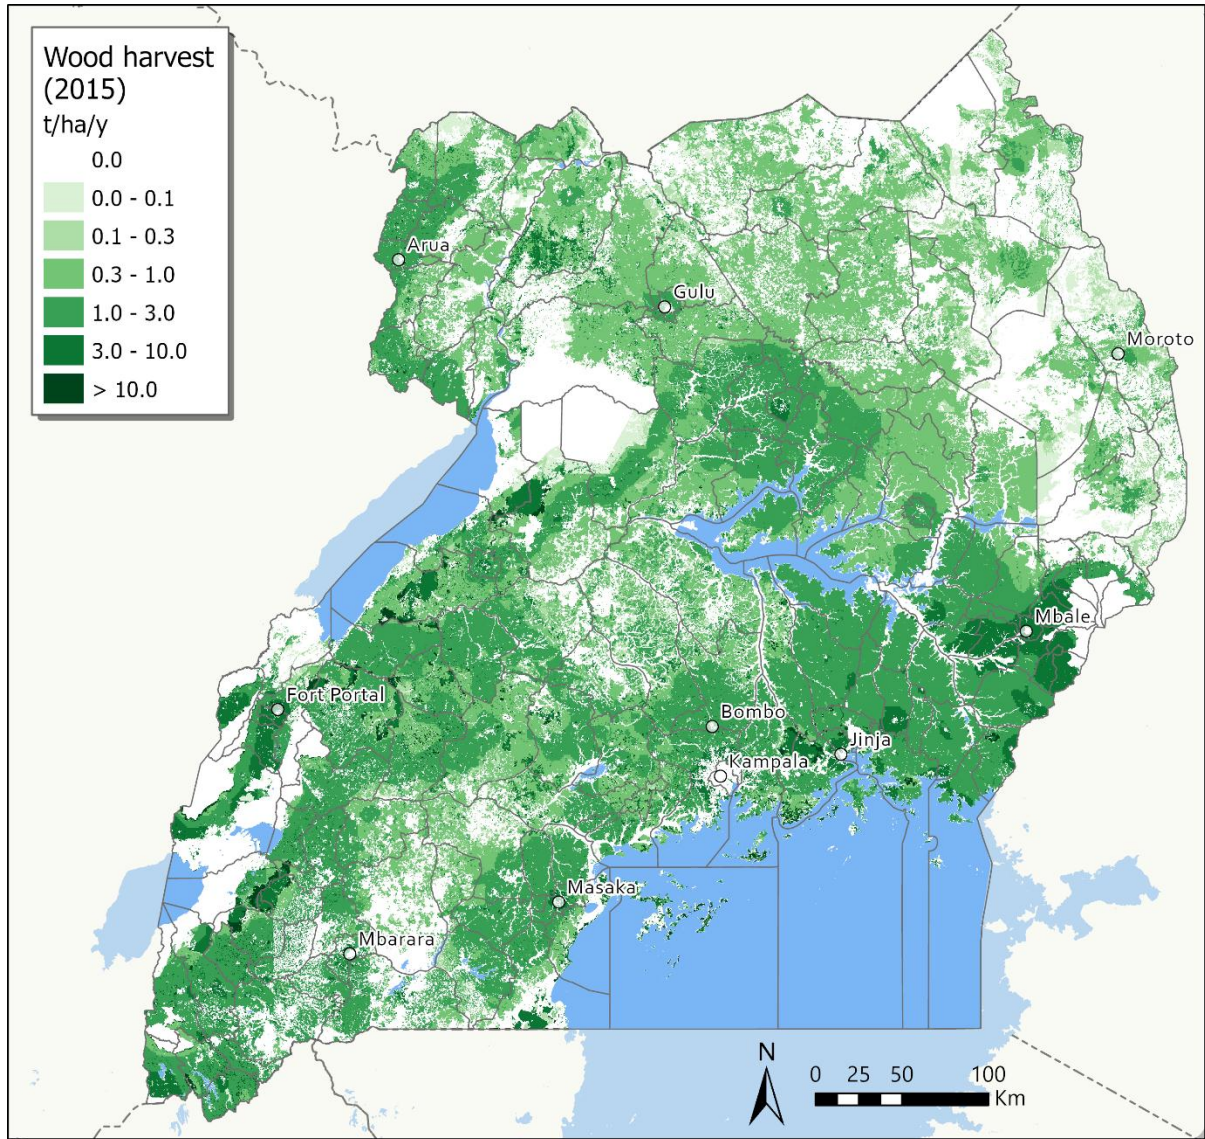 Wood harvest
(2015)
t/ha/y
0.0
0.0 - 0.1
0.1 - 0.3
0.3 - 1.0
1.0 - 3.0
3.0 - 10.0
> 10.0
Arua
Gulu
Moroto
Mbale
Fort Portal
Bombo
Jinja
Kampala
Masaka
Mbarara
N
0 25 50 100
Km